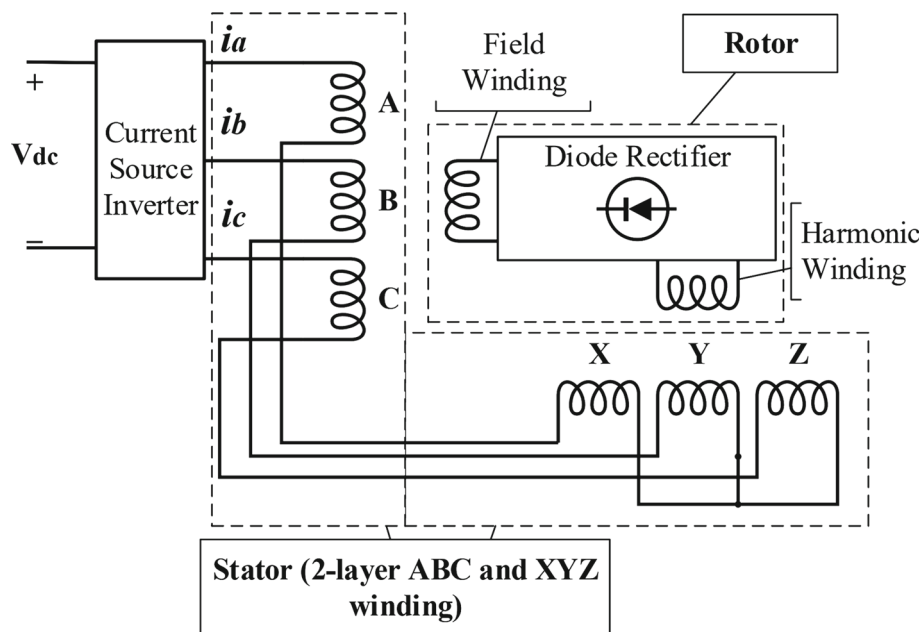 ia
Field
Winding
Rotor
+
A
ib
Current
Source
Inverter
Vdc
Diode Rectifier
B
ic
−
Harmonic
Winding
C
X Y Z
Stator (2-layer ABC and XYZ
winding)